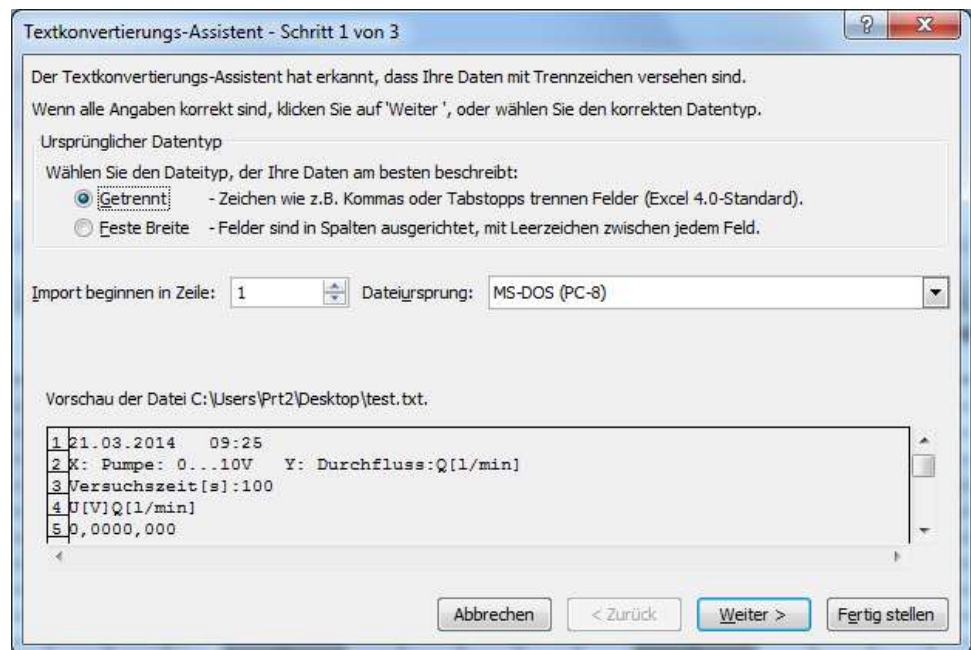 Textkonvertierungs-Assistent - Schritt 1 von 3
Der Textkonvertierungs-Assistent hat erkannt, dass Ihre Daten mit Trennzeichen versehen sind.
Wenn alle Angaben korrekt sind, klicken Sie auf 'Weiter ', oder wählen Sie den korrekten Datentyp.
Ursprünglicher Datentyp
Wählen Sie den Dateityp, der Ihre Daten am besten beschreibt:
Getrennt - Zeichen wie z.B. Kommas oder Tabstopps trennen Felder (Excel 4.0-Standard).
Feste Breite - Felder sind in Spalten ausgerichtet, mit Leerzeichen zwischen jedem Feld.
Import beginnen in Zeile: 1 Dateiursprung: MS-DOS (PC-8)
Vorschau der Datei C:\Users\Prt2\Desktop\test.txt.
1 21.03.2014 09:25
2 X: Pumpe: 0...10V Y: Durchfluss:Q[l/min]
3 Versuchszeit[s]:100
4 U[V]Q[l/min]
5 0,0000,000
Abbrechen < Zurück Weiter > Fertig stellen